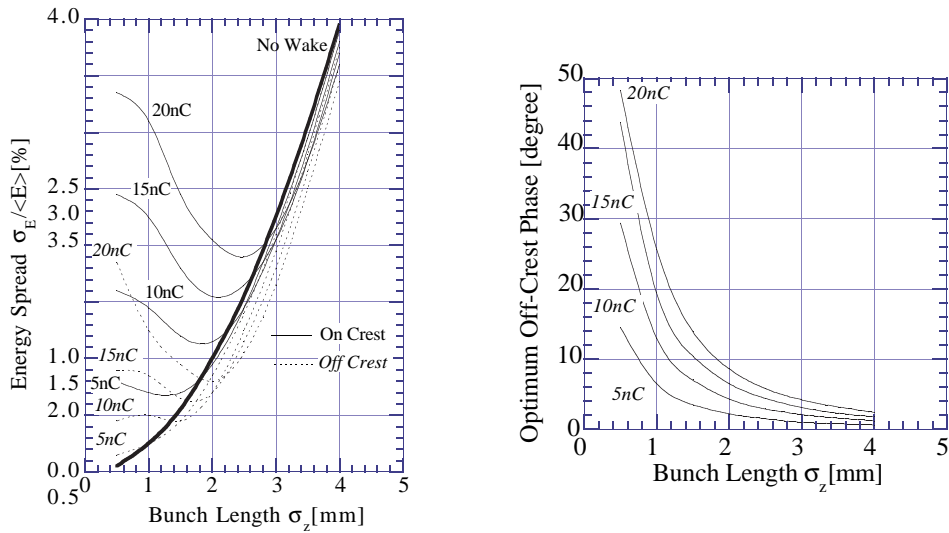 4.0
2.5
3.0
3.5
1.0
1.5
2.0
0.0
0.5
Energy Spread σE/<E>[%]
No Wake
20nC
15nC
20nC
10nC
15nC
5nC
10nC
5nC
On Crest
Off Crest
0 1 2 3 4 5
Bunch Length σz[mm]
50
40
30
20
10
0
Optimum Off-Crest Phase [degree]
20nC
15nC
10nC
5nC
0 1 2 3 4 5
Bunch Length σz[mm]